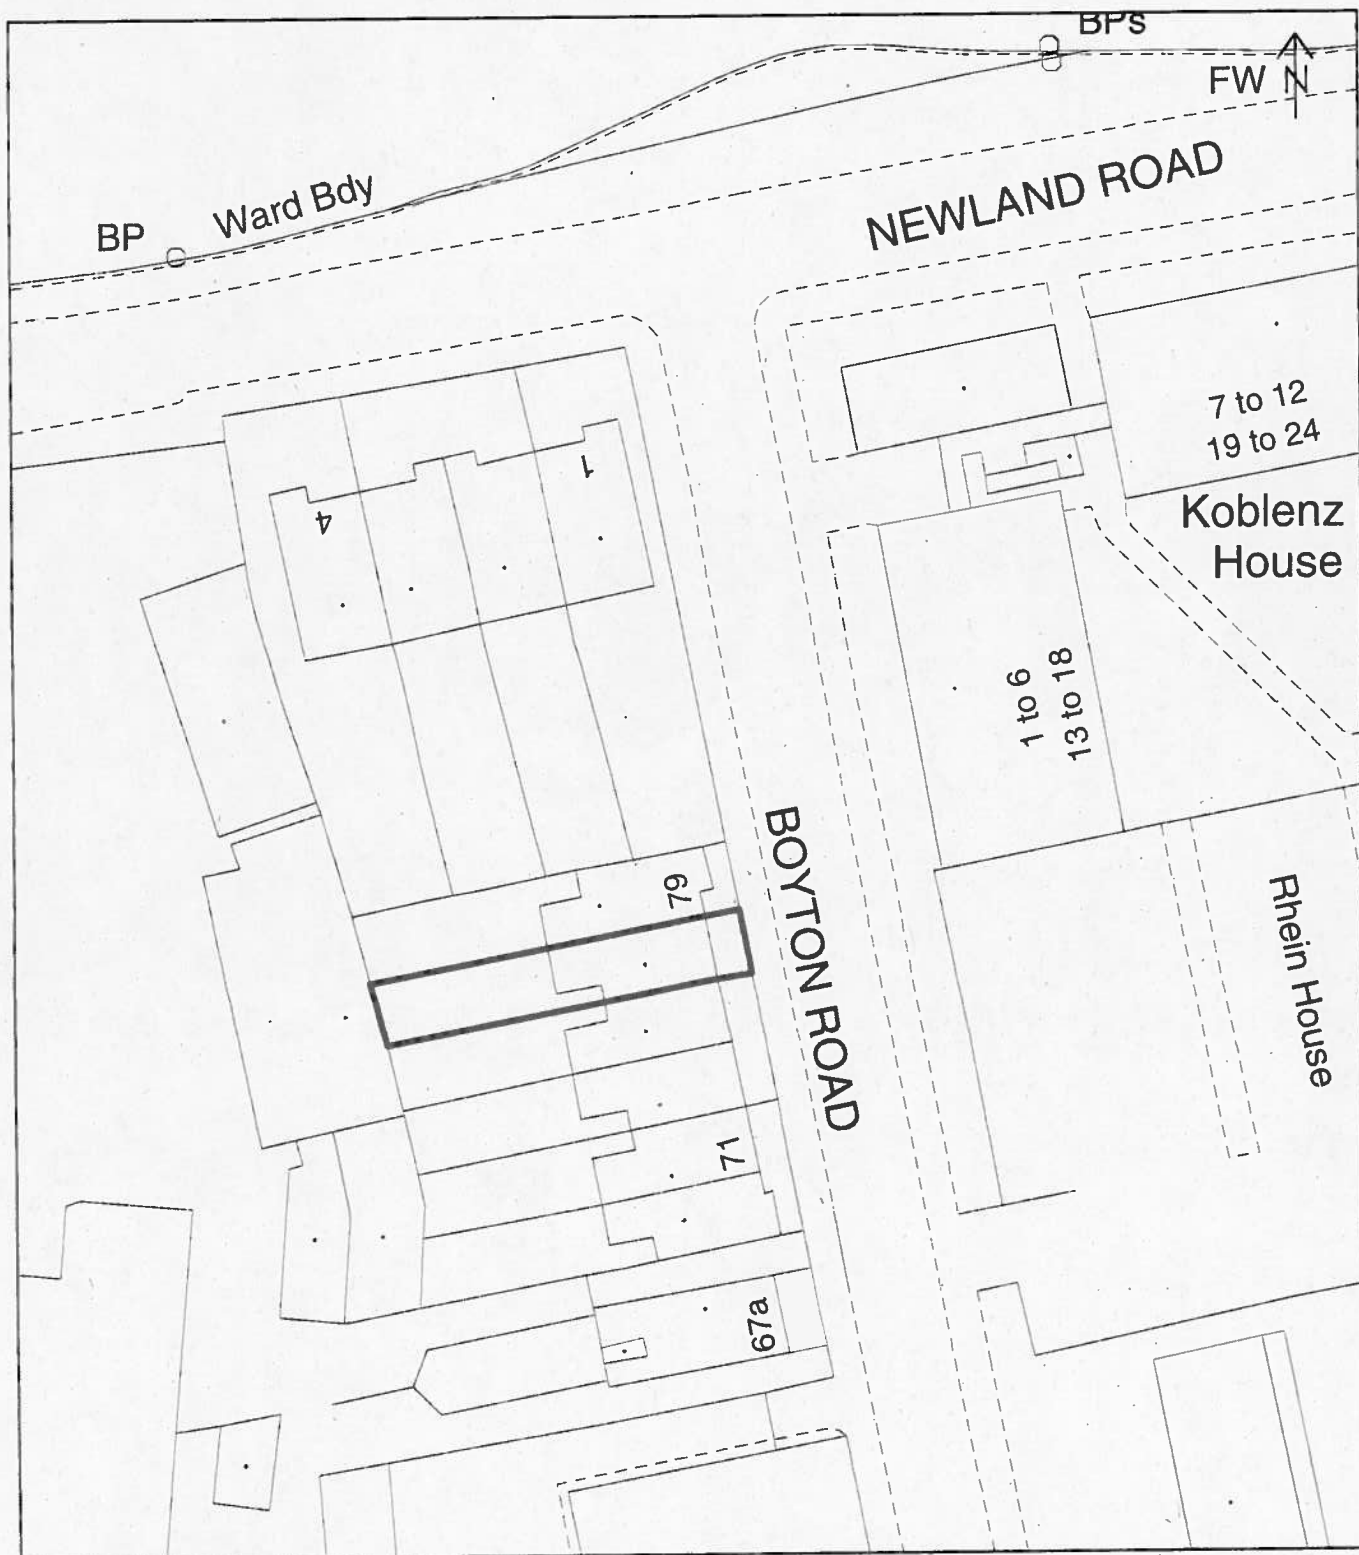 BPs
FW N
NEWLAND ROAD
Ward Bdy
BP
7 to 12
19 to 24
Koblenz
House
1
4
1 to 6
13 to 18
79
BOYTON ROAD
Rhein House
71
67a